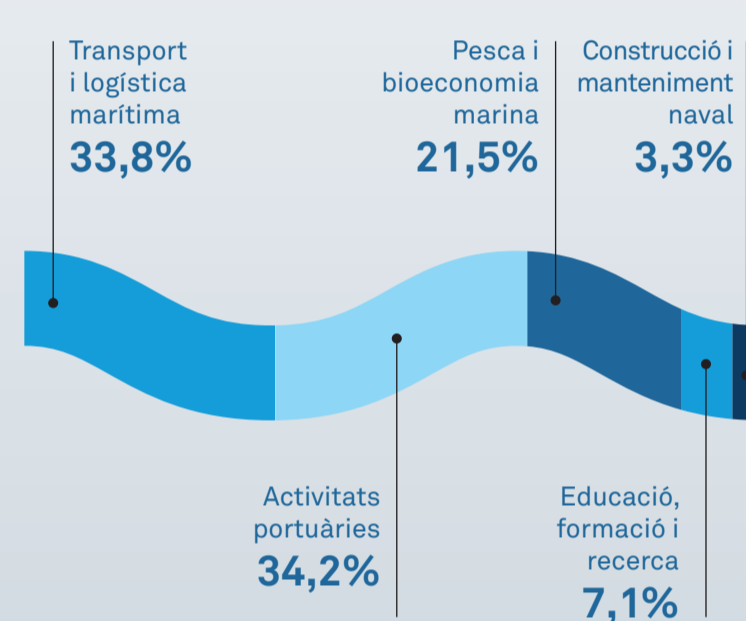 Transport
i logística
marítima
33,8%
Pesca i
bioeconomia
marina
21,5%
Construcció i
manteniment
naval
3,3%
Activitats
portuàries
34,2%
Educació,
formació i
recerca
7,1%